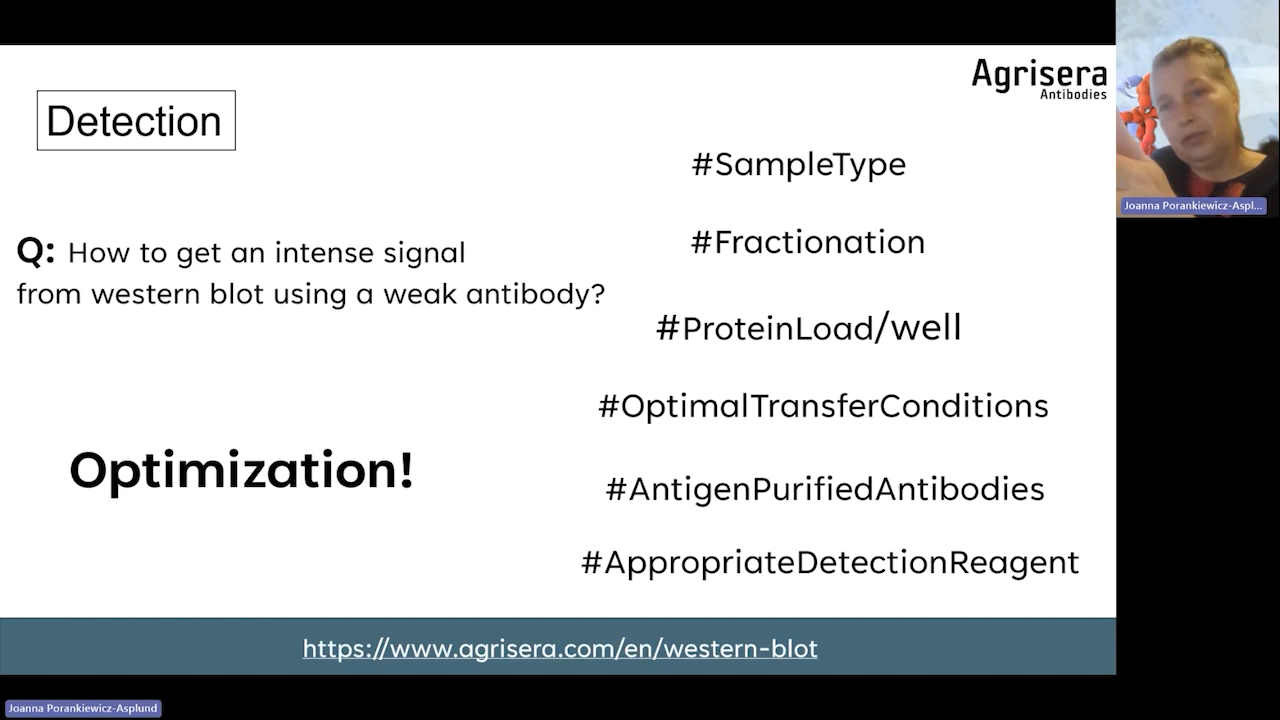 Agrisera
Antibodies
Detection
#SampleType
Q: How to get an intense signal
from western blot using a weak antibody?
#Fractionation
#ProteinLoad/well
#OptimalTransferConditions
Optimization!
#AntigenPurifiedAntibodies
#AppropriateDetectionReagent
https://www.agrisera.com/en/western-blot
Joanna Porankiewicz-Aspl...
Joanna Porankiewicz-Asplund